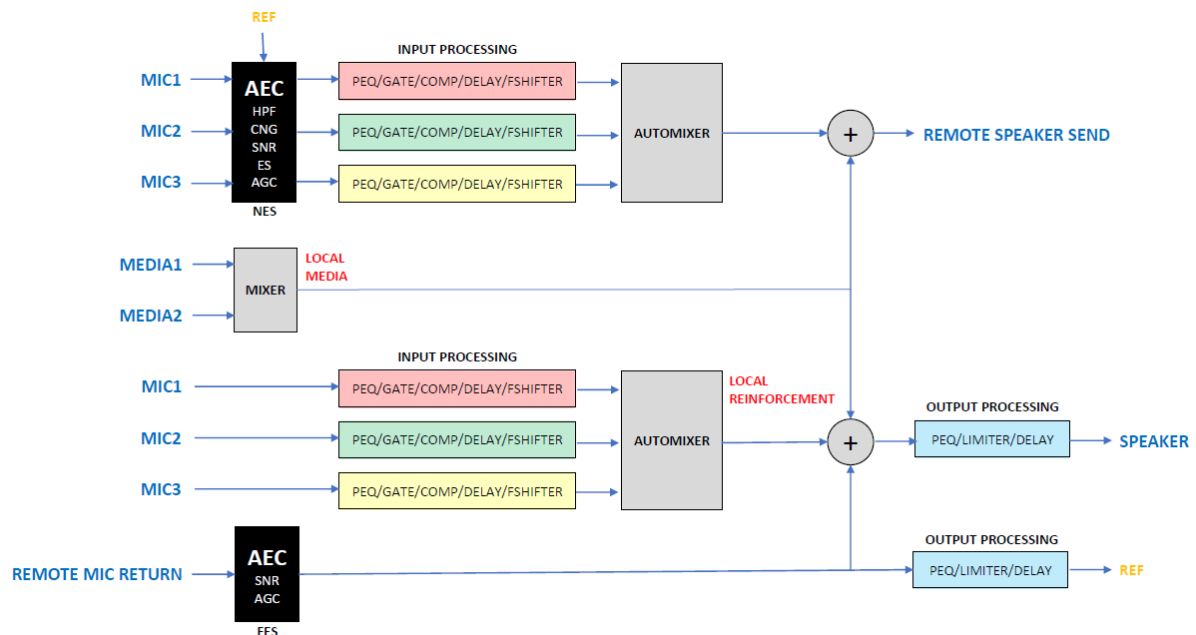 REF
INPUT PROCESSING
MIC1
AEC
HPF
CNG
SNR
ES
AGC
NES
PEQ/GATE/COMP/DELAY/FSHIFTER
MIC2
PEQ/GATE/COMP/DELAY/FSHIFTER
AUTOMIXER
+
REMOTE SPEAKER SEND
MIC3
PEQ/GATE/COMP/DELAY/FSHIFTER
MEDIA1
MIXER
LOCAL
MEDIA
MEDIA2
INPUT PROCESSING
MIC1
PEQ/GATE/COMP/DELAY/FSHIFTER
LOCAL
REINFORCEMENT
MIC2
PEQ/GATE/COMP/DELAY/FSHIFTER
AUTOMIXER
+
OUTPUT PROCESSING
PEQ/LIMITER/DELAY
SPEAKER
MIC3
PEQ/GATE/COMP/DELAY/FSHIFTER
REMOTE MIC RETURN
AEC
SNR
AGC
FES
OUTPUT PROCESSING
PEQ/LIMITER/DELAY
REF